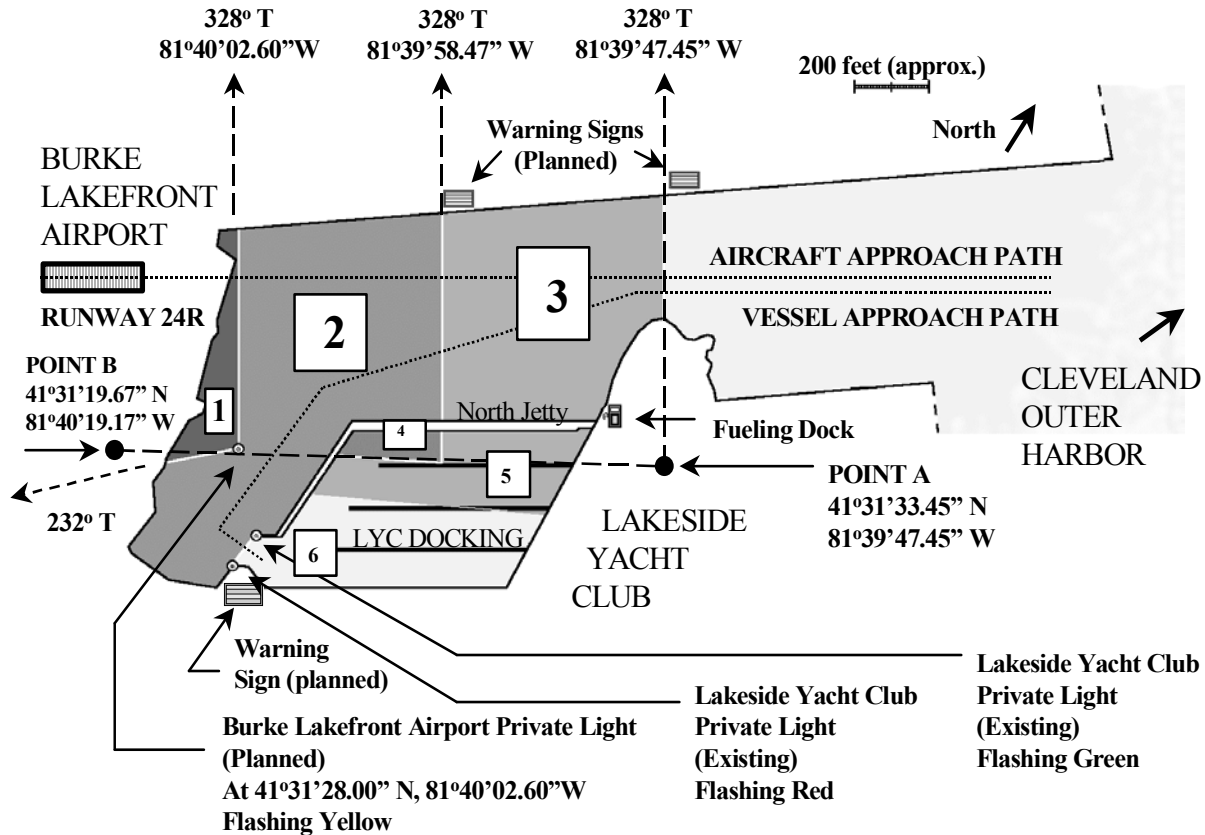 328º T
81º40’02.60”W
328º T
81º39’58.47” W
328º T
81º39’47.45” W
200 feet (approx.)
Warning Signs
(Planned)
North
BURKE
LAKEFRONT
AIRPORT
RUNWAY 24R
AIRCRAFT APPROACH PATH
VESSEL APPROACH PATH
3
2
1
POINT B
41º31’19.67” N
81º40’19.17” W
232º T
North Jetty
4
5
6
Fueling Dock
CLEVELAND
OUTER
HARBOR
POINT A
41º31’33.45” N
81º39’47.45” W
LYC DOCKING
LAKESIDE
YACHT
CLUB
Warning
Sign (planned)
Burke Lakefront Airport Private Light
(Planned)
At 41º31’28.00” N, 81º40’02.60”W
Flashing Yellow
Lakeside Yacht Club
Private Light
(Existing)
Flashing Red
Lakeside Yacht Club
Private Light
(Existing)
Flashing Green